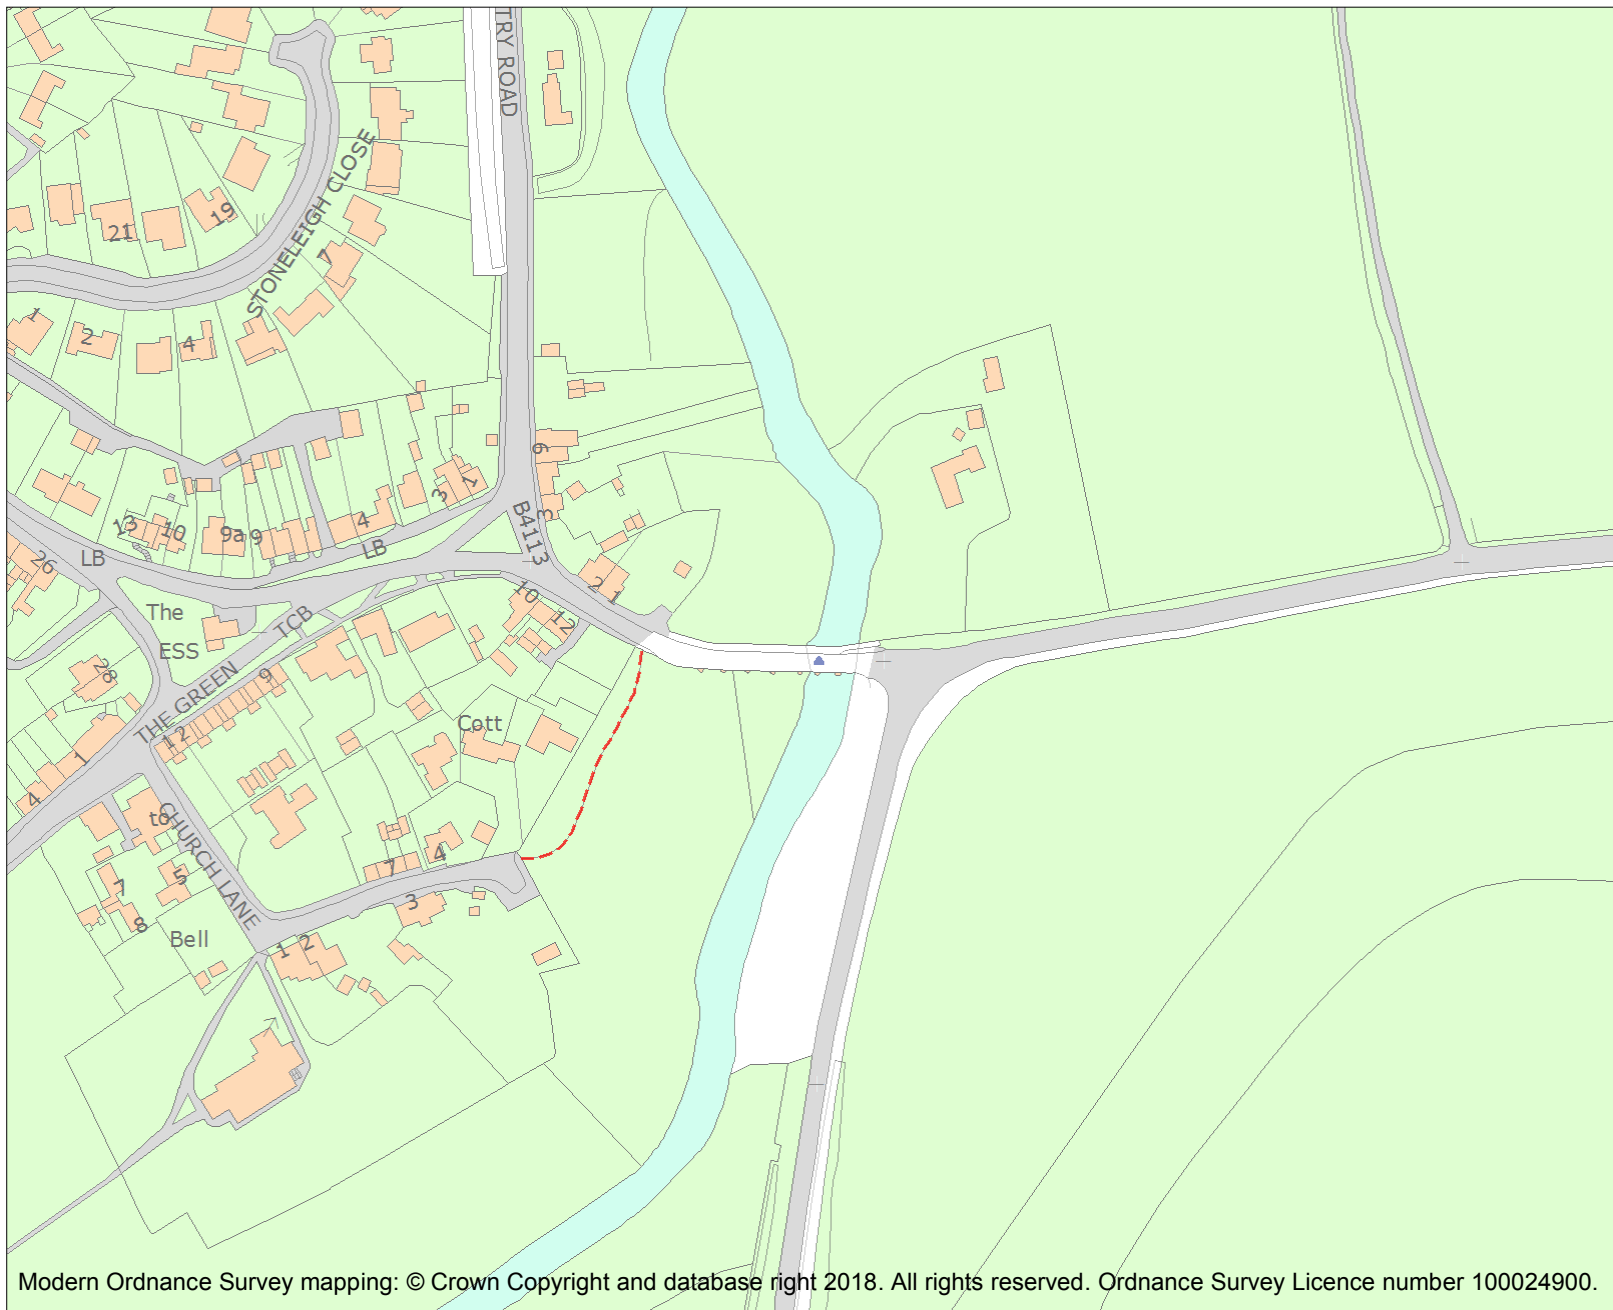 TRY ROAD
STONELEIGH CLOSE
21
19
7
1
2
4
6
3
1
3
4
B4113
13
10
9a
9
LB
LB
26
The
ESS
TCB
THE GREEN
10
12
2
1
28
9
1
2
Cott
1
4
to
CHURCH LANE
7
4
5
7
8
3
Bell
1
2
Modern Ordnance Survey mapping: © Crown Copyright and database right 2018. All rights reserved. Ordnance Survey Licence number 100024900.